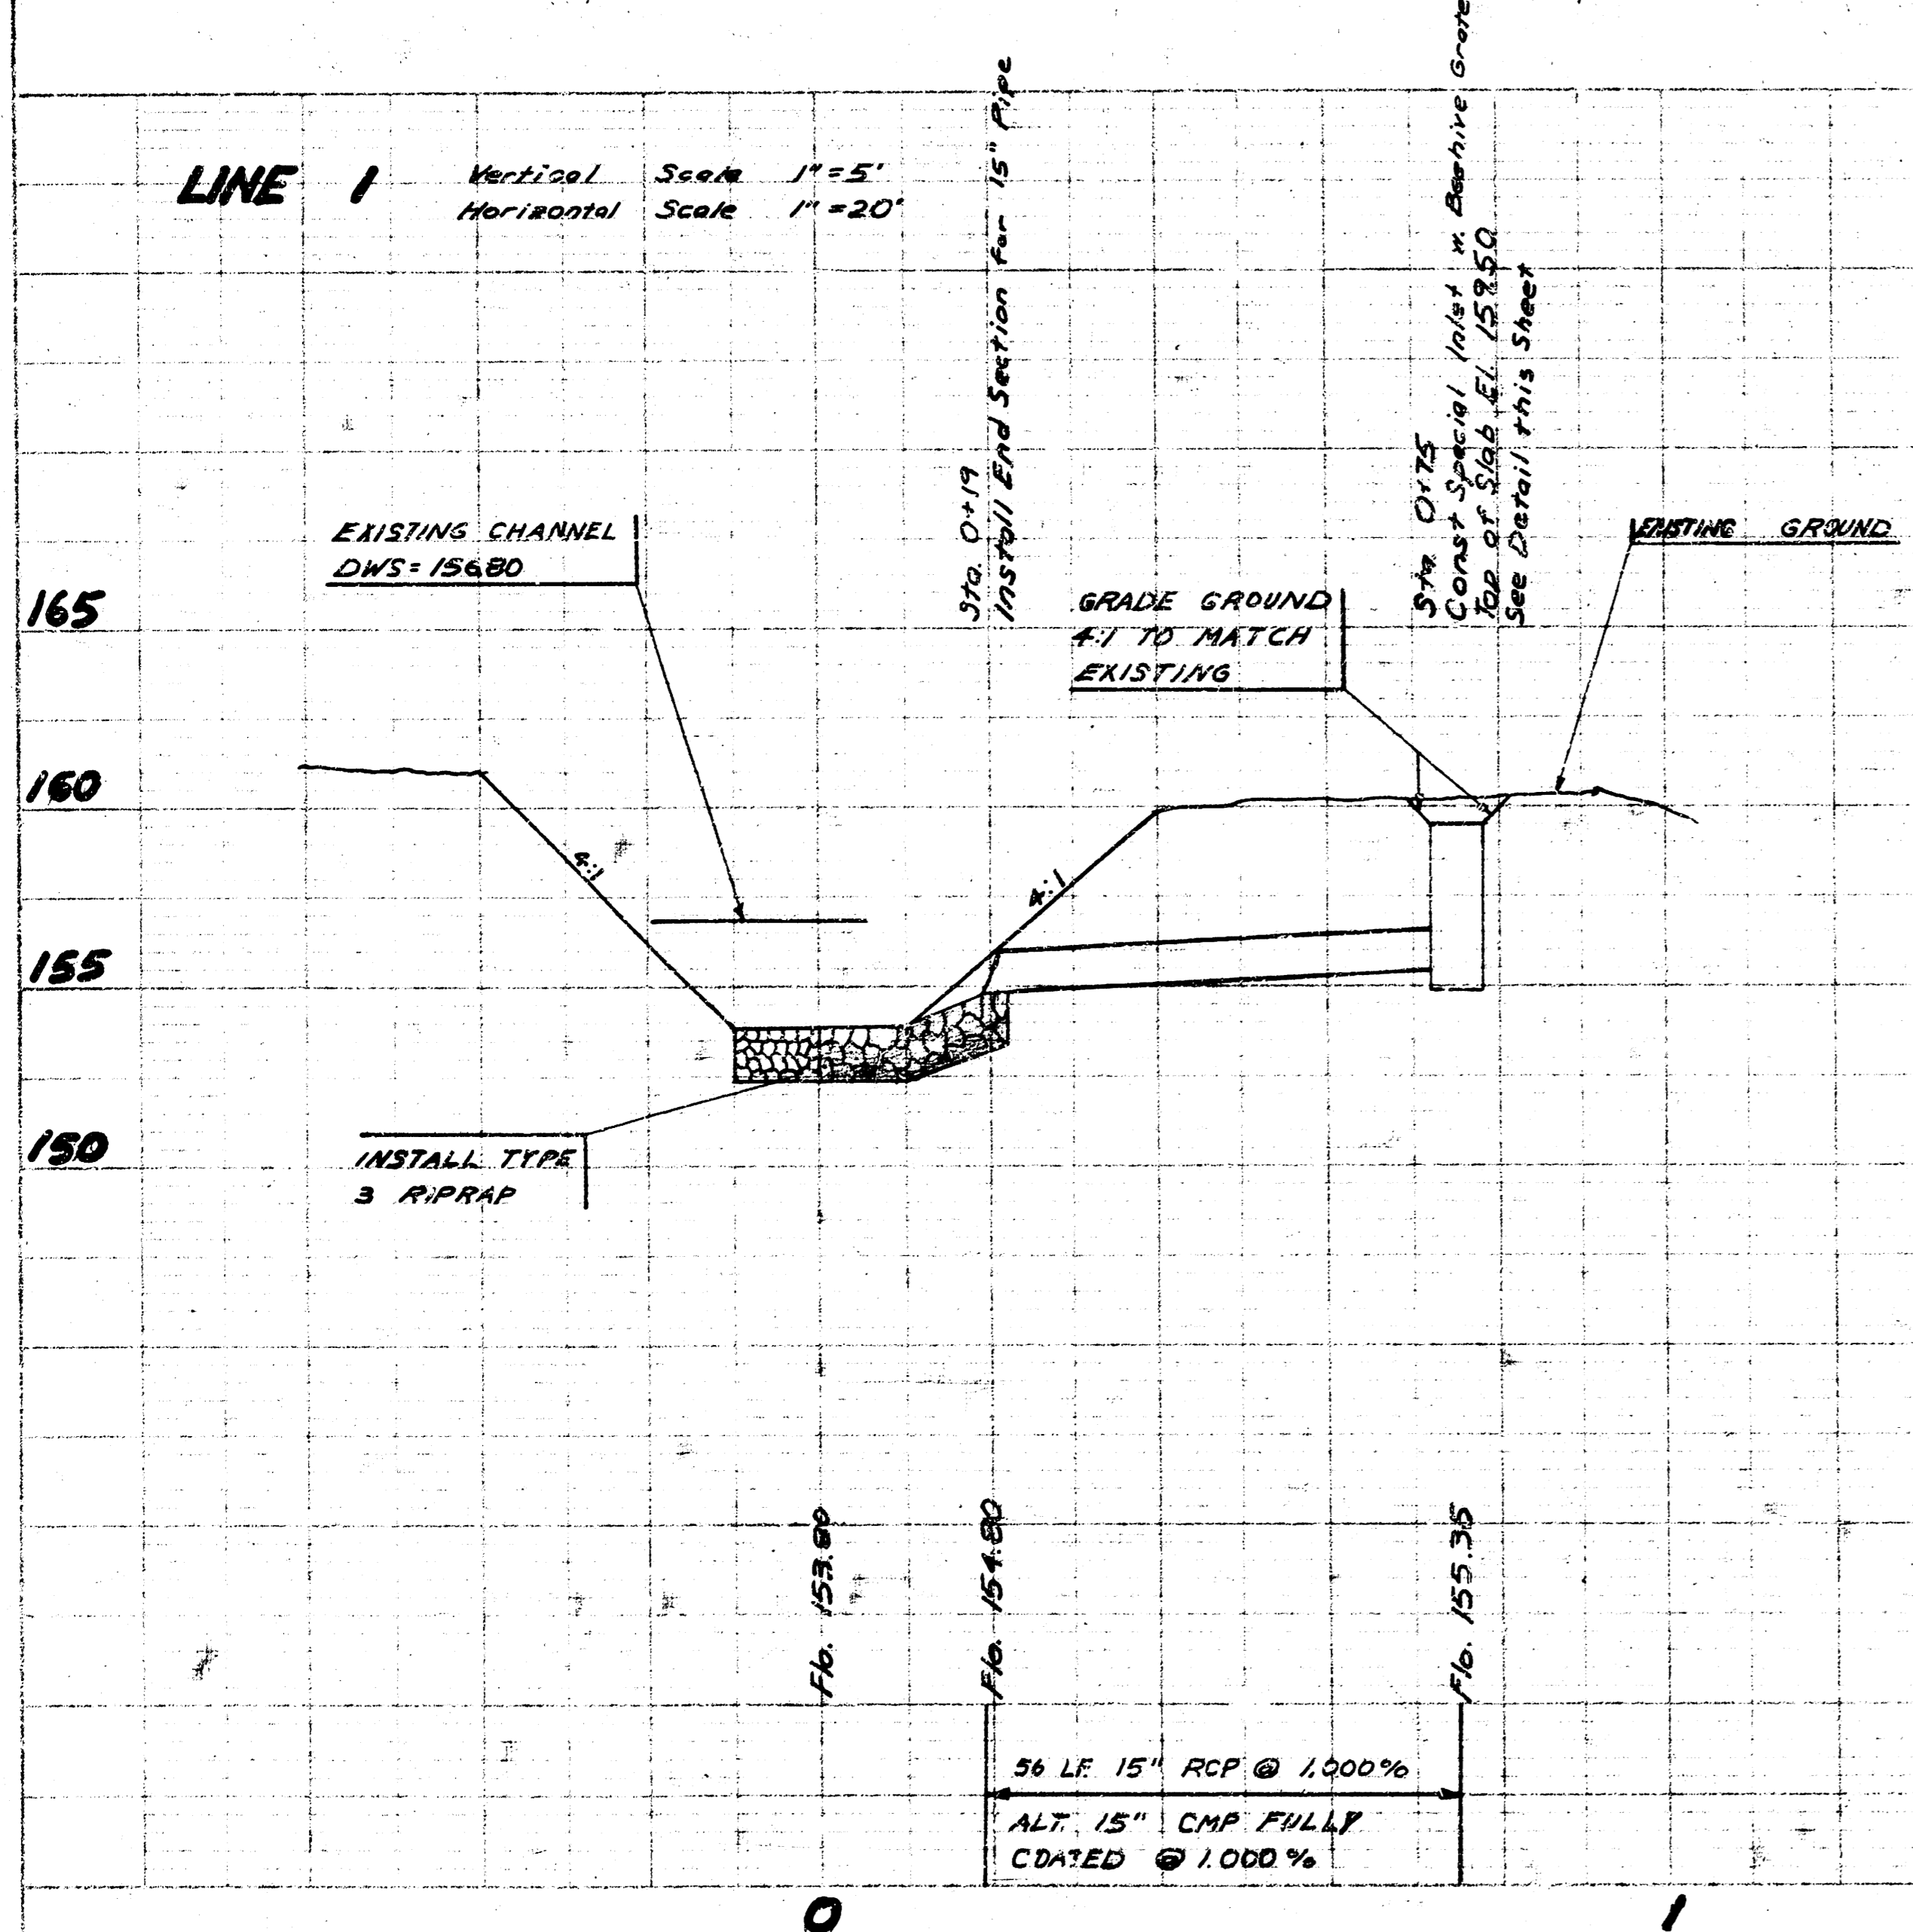 LINE 1
Vertical Scale 1" = 5'
Horizontal Scale 1" = 20'
Sta. 0+19
Install End Section for 15" Pipe
Sta 0+75
Const Special Inlet w. Beehive Grate
Top of Slab El 159.50
See Detail this Sheet
EXISTING CHANNEL
DWS = 156.80
GRADE GROUND
4:1 TO MATCH
EXISTING
EXISTING GROUND
165
160
155
150
4:1
4:1
INSTALL TYPE
3 RIPRAP
Flo. 153.80
Flo. 154.80
Flo. 155.35
56 LF 15" RCP @ 1.000%
ALT. 15" CMP FULLY
COATED @ 1.000 %
0
1